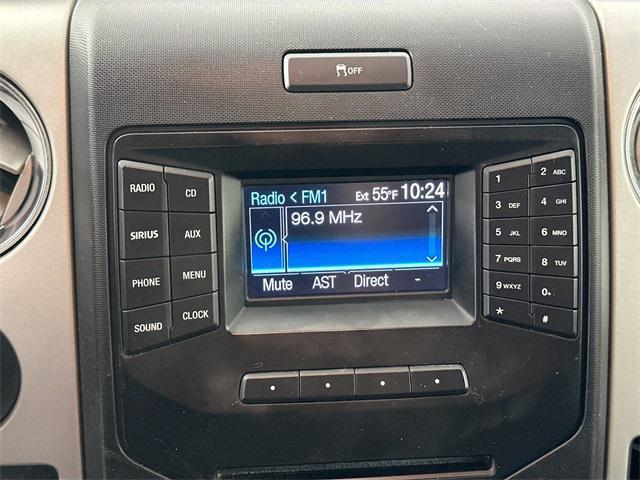 OFF
RADIO CD
SIRIUS AUX
PHONE MENU
SOUND CLOCK
Radio < FM1 Ext 55°F 10:24
96.9 MHz
Mute AST Direct -
1 2 ABC
3 DEF 4 GHI
5 JKL 6 MNO
7 PQRS 8 TUV
9 WXYZ 0+
* #